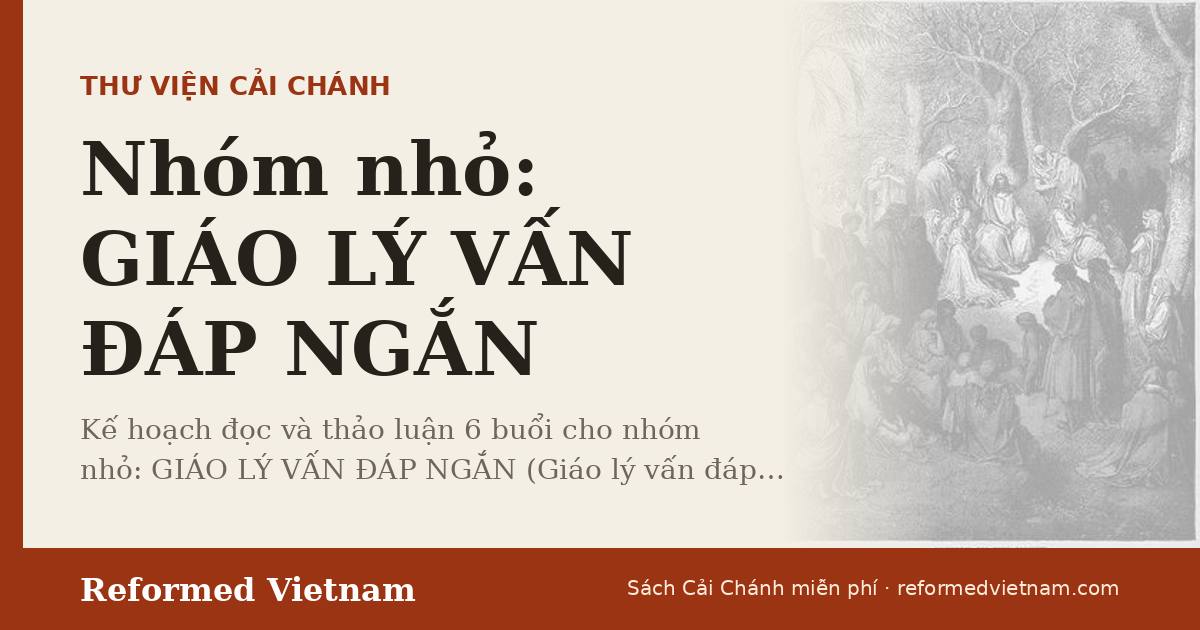 THƯ VIỆN CẢI CHÁNH
Nhóm nhỏ:
GIÁO LÝ VẤN
ĐÁP NGẮN
Kế hoạch đọc và thảo luận 6 buổi cho nhóm
nhỏ: GIÁO LÝ VẤN ĐÁP NGẮN (Giáo lý vấn đáp...
Reformed Vietnam
Sách Cải Chánh miễn phí · reformedvietnam.com